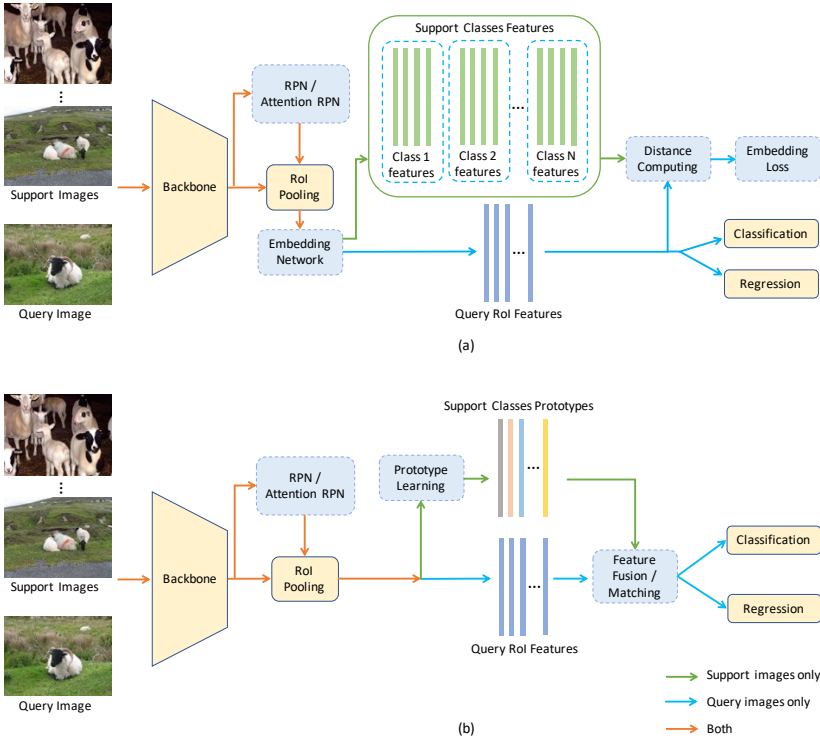 Support Classes Features
RPN /
Attention RPN
Class 1
features
Class 2
features
...
Class N
features
Distance
Computing
Embedding
Loss
...
Support Images
Backbone
RoI
Pooling
Embedding
Network
...
Query RoI Features
Classification
Regression
Query Image
(a)
Support Classes Prototypes
RPN /
Attention RPN
Prototype
Learning
...
...
Support Images
Backbone
RoI
Pooling
...
Query RoI Features
Feature
Fusion /
Matching
Classification
Regression
Query Image
Support images only
Query images only
Both
(b)